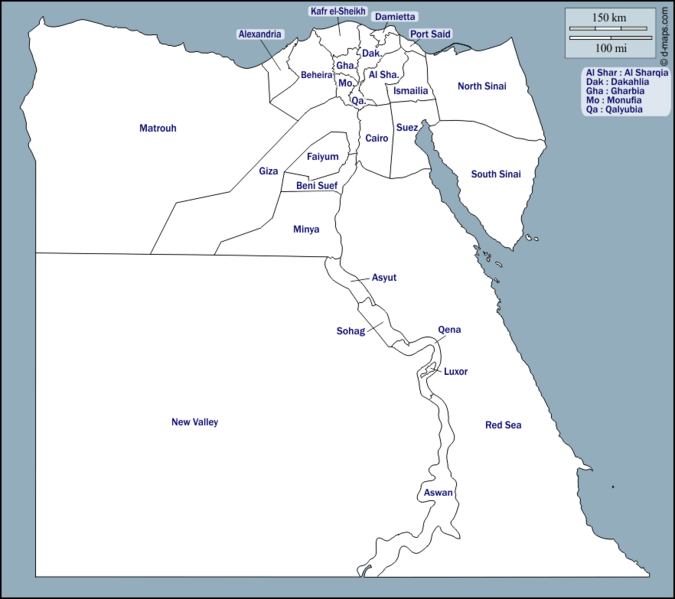 Kafr el-Sheikh
Damietta
Alexandria
Port Said
150 km
100 mi
© d-maps.com
Al Shar : Al Sharqia
Dak : Dakahlia
Gha : Gharbia
Mo : Monufia
Qa : Qalyubia
Dak.
Gha.
Beheira
Al Sha.
Mo.
Ismailia
North Sinai
Qa.
Matrouh
Cairo
Suez
Faiyum
Giza
South Sinai
Beni Suef
Minya
Asyut
Sohag
Qena
Luxor
New Valley
Red Sea
Aswan